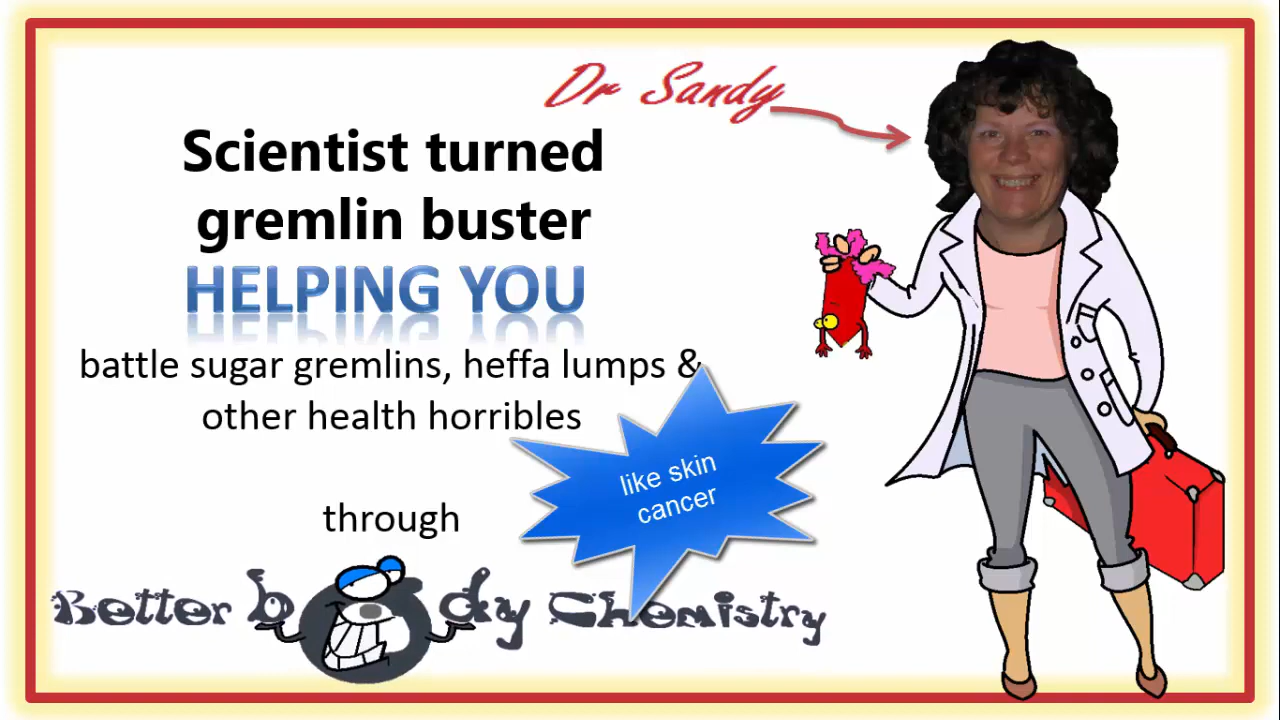 Dr Sandy
Scientist turned
gremlin buster
HELPING YOU
battle sugar gremlins, heffa lumps &
other health horribles
like skin
cancer
through
Better body Chemistry